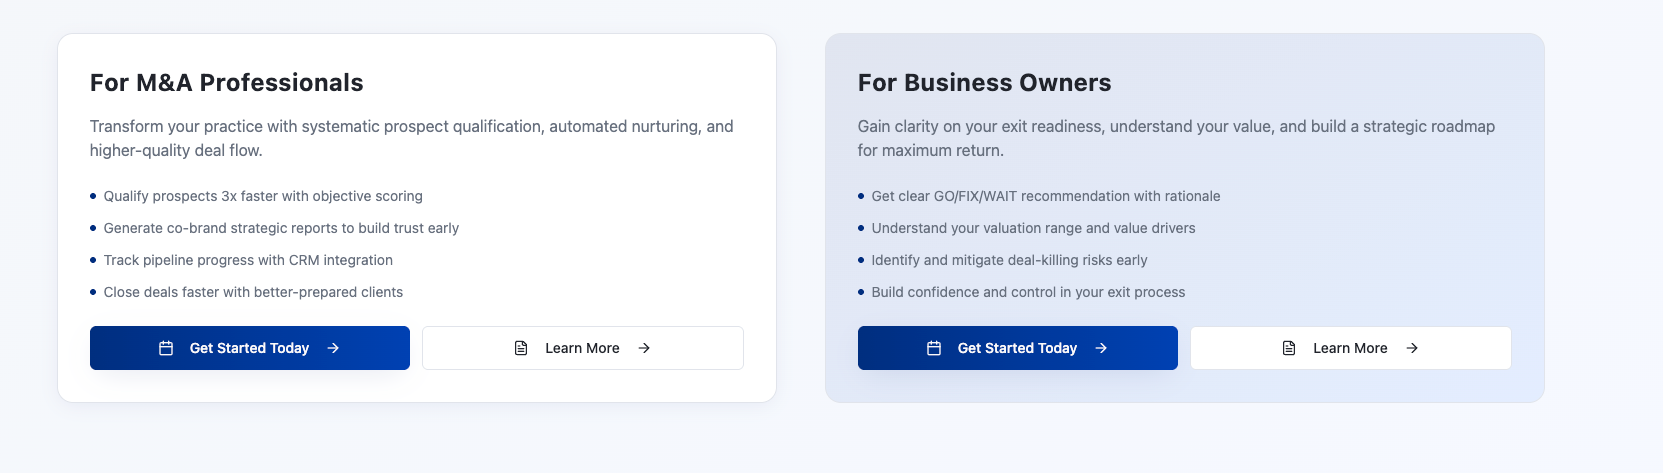 For M&A Professionals
Transform your practice with systematic prospect qualification, automated nurturing, and
higher-quality deal flow.
Qualify prospects 3x faster with objective scoring
Generate co-brand strategic reports to build trust early
Track pipeline progress with CRM integration
Close deals faster with better-prepared clients
Get Started Today
Learn More
For Business Owners
Gain clarity on your exit readiness, understand your value, and build a strategic roadmap
for maximum return.
Get clear GO/FIX/WAIT recommendation with rationale
Understand your valuation range and value drivers
Identify and mitigate deal-killing risks early
Build confidence and control in your exit process
Get Started Today
Learn More